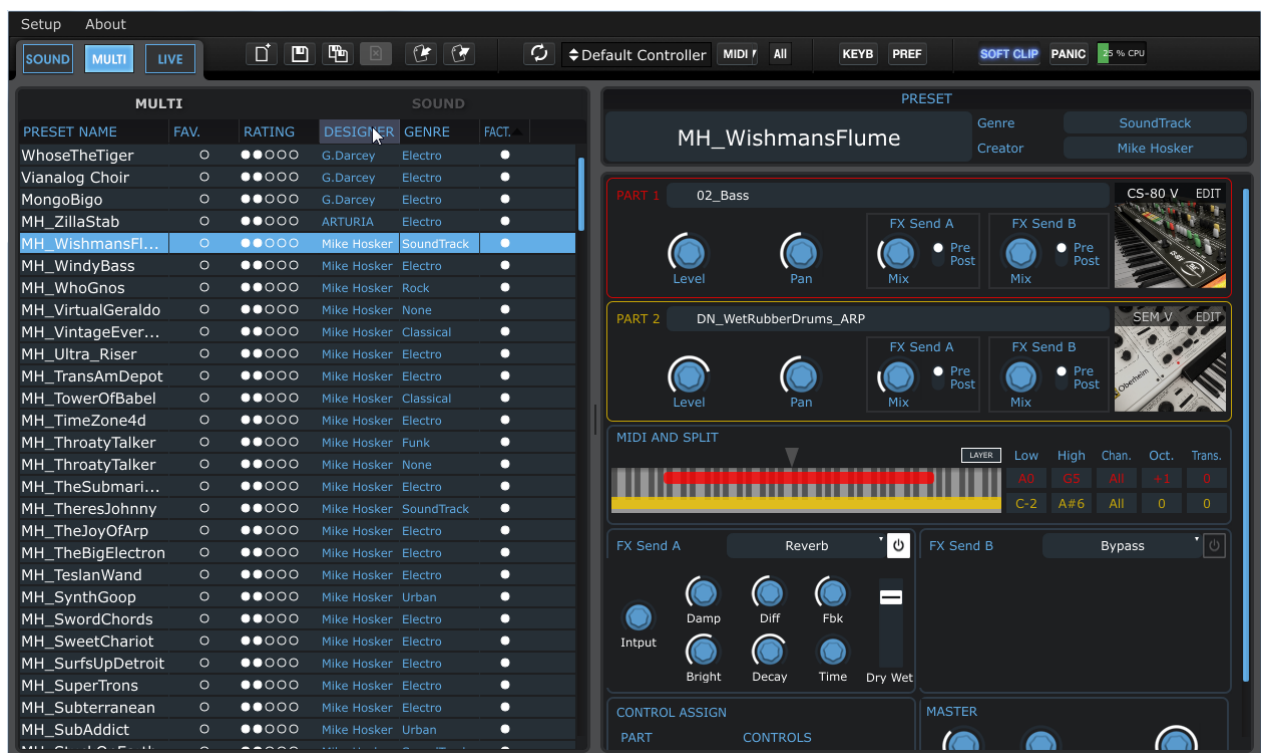 Setup About
SOUND MULTI LIVE Default Controller MIDI All KEYB PREF SOFT CLIP PANIC 25 % CPU
MULTI SOUND
PRESET NAME FAV. RATING DESIGNER GENRE FACT.
WhoseTheTiger G.Darcey Electro
Vianalog Choir G.Darcey Electro
MongoBigo G.Darcey Electro
MH_ZillaStab ARTURIA Electro
MH_WishmansFl... Mike Hosker SoundTrack
MH_WindyBass Mike Hosker Electro
MH_WhoGnos Mike Hosker Rock
MH_VirtualGeraldo Mike Hosker None
MH_VintageEver... Mike Hosker Classical
MH_Ultra_Riser Mike Hosker Electro
MH_TransAmDepot Mike Hosker Electro
MH_TowerOfBabel Mike Hosker Classical
MH_TimeZone4d Mike Hosker Electro
MH_ThroatyTalker Mike Hosker Funk
MH_ThroatyTalker Mike Hosker None
MH_TheSubmari... Mike Hosker Electro
MH_TheresJohnny Mike Hosker SoundTrack
MH_TheJoyOfArp Mike Hosker Electro
MH_TheBigElectron Mike Hosker Electro
MH_TeslanWand Mike Hosker Electro
MH_SynthGoop Mike Hosker Urban
MH_SwordChords Mike Hosker Electro
MH_SweetChariot Mike Hosker Electro
MH_SurfsUpDetroit Mike Hosker Electro
MH_SuperTrons Mike Hosker Electro
MH_Subterranean Mike Hosker Electro
MH_SubAddict Mike Hosker Urban
PRESET
MH_WishmansFlume
Genre SoundTrack
Creator Mike Hosker
PART 1 02_Bass CS-80 V EDIT
FX Send A FX Send B
Pre Pre
Post Post
Level Pan Mix Mix
PART 2 DN_WetRubberDrums_ARP SEM V EDIT
FX Send A FX Send B
Pre Pre
Post Post
Level Pan Mix Mix
Oberheim
MIDI AND SPLIT
LAYER Low High Chan. Oct. Trans.
A0 G5 All +1 0
C-2 A#6 All 0 0
FX Send A Reverb FX Send B Bypass
Damp Diff Fbk
Intput
Bright Decay Time Dry Wet
CONTROL ASSIGN MASTER
PART CONTROLS